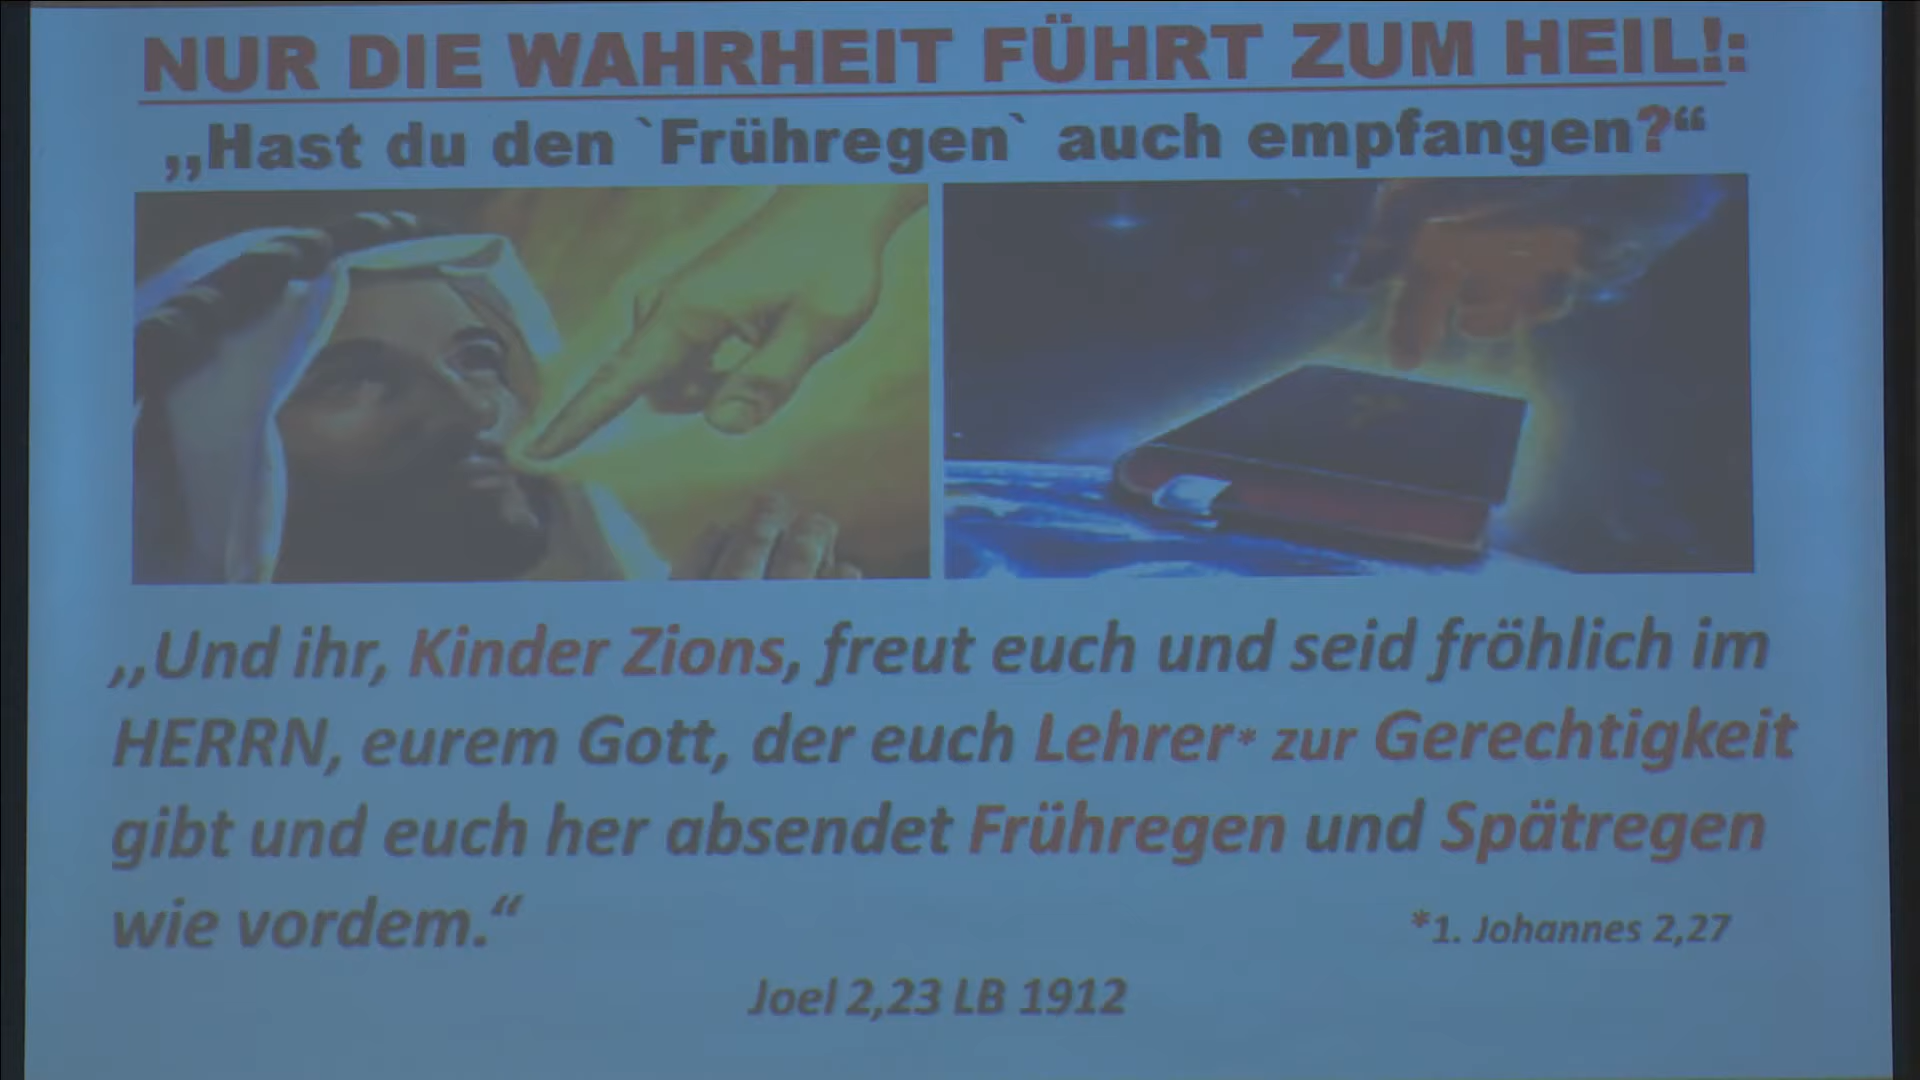 NUR DIE WAHRHEIT FÜHRT ZUM HEIL!:
,,Hast du den `Frühregen` auch empfangen?“
,,Und ihr, Kinder Zions, freut euch und seid fröhlich im
HERRN, eurem Gott, der euch Lehrer* zur Gerechtigkeit
gibt und euch her absendet Frühregen und Spätregen
wie vordem.“
*1. Johannes 2,27
Joel 2,23 LB 1912